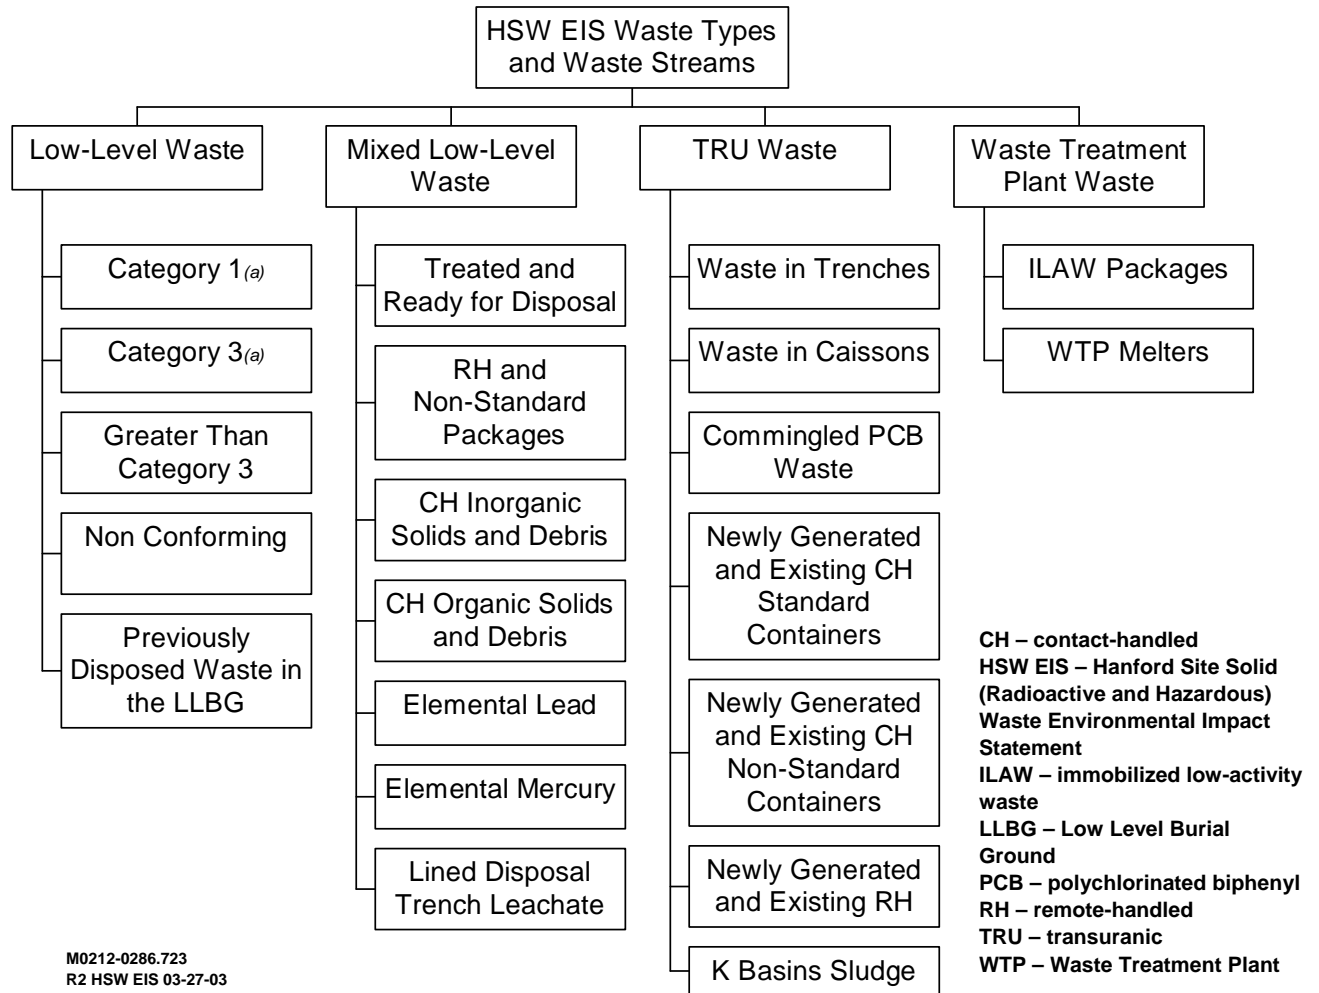 HSW EIS Waste Types
and Waste Streams
Low-Level Waste
Category 1(a)
Category 3(a)
Greater Than
Category 3
Non Conforming
Previously
Disposed Waste in
the LLBG
Mixed Low-Level
Waste
Treated and
Ready for Disposal
RH and
Non-Standard
Packages
CH Inorganic
Solids and Debris
CH Organic Solids
and Debris
Elemental Lead
Elemental Mercury
Lined Disposal
Trench Leachate
TRU Waste
Waste in Trenches
Waste in Caissons
Commingled PCB
Waste
Newly Generated
and Existing CH
Standard
Containers
Newly Generated
and Existing CH
Non-Standard
Containers
Newly Generated
and Existing RH
K Basins Sludge
Waste Treatment
Plant Waste
ILAW Packages
WTP Melters
CH – contact-handled
HSW EIS – Hanford Site Solid
(Radioactive and Hazardous)
Waste Environmental Impact
Statement
ILAW – immobilized low-activity
waste
LLBG – Low Level Burial
Ground
PCB – polychlorinated biphenyl
RH – remote-handled
TRU – transuranic
WTP – Waste Treatment Plant
M0212-0286.723
R2 HSW EIS 03-27-03